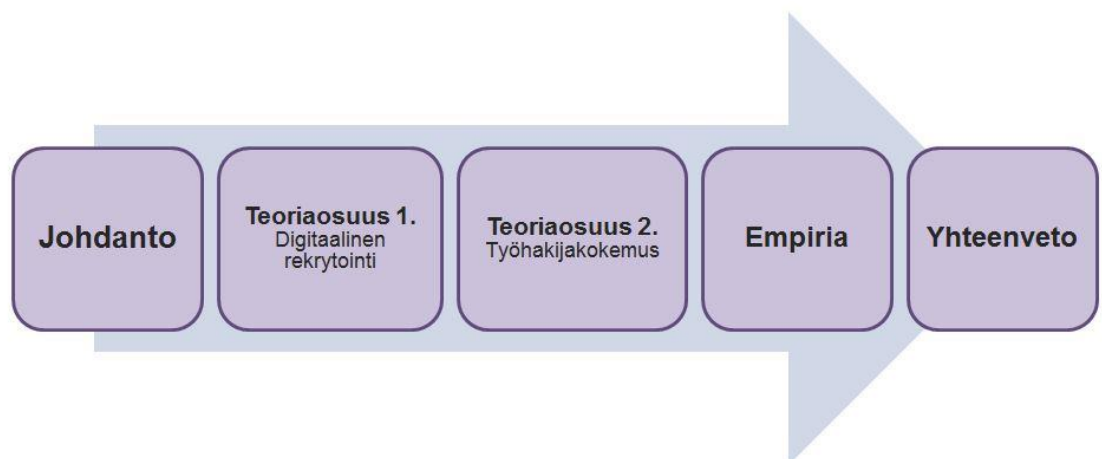 Johdanto
Teoriaosuus 1.
Digitaalinen
rekrytointi
Teoriaosuus 2.
Työhakijakokemus
Empiria
Yhteenveto